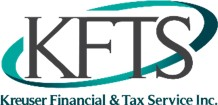 KFTS
Kreuser Financial & Tax Service Inc.